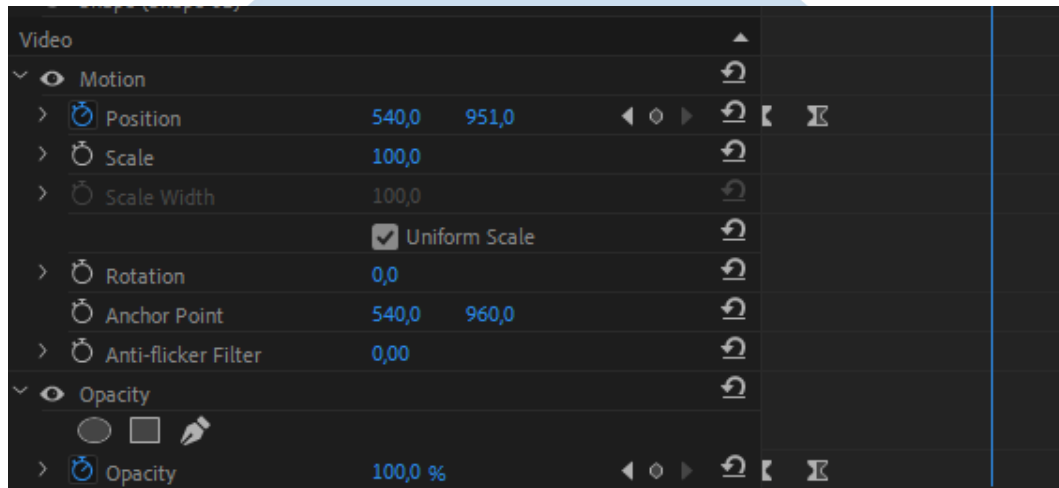 Video
Motion
Position 540,0 951,0
Scale 100,0
Scale Width 100,0
Uniform Scale
Rotation 0,0
Anchor Point 540,0 960,0
Anti-flicker Filter 0,00
Opacity
Opacity 100,0 %